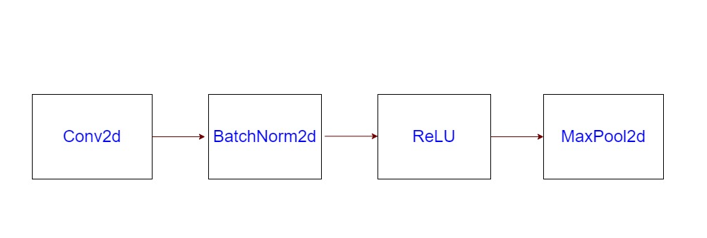 Conv2d
BatchNorm2d
ReLU
MaxPool2d